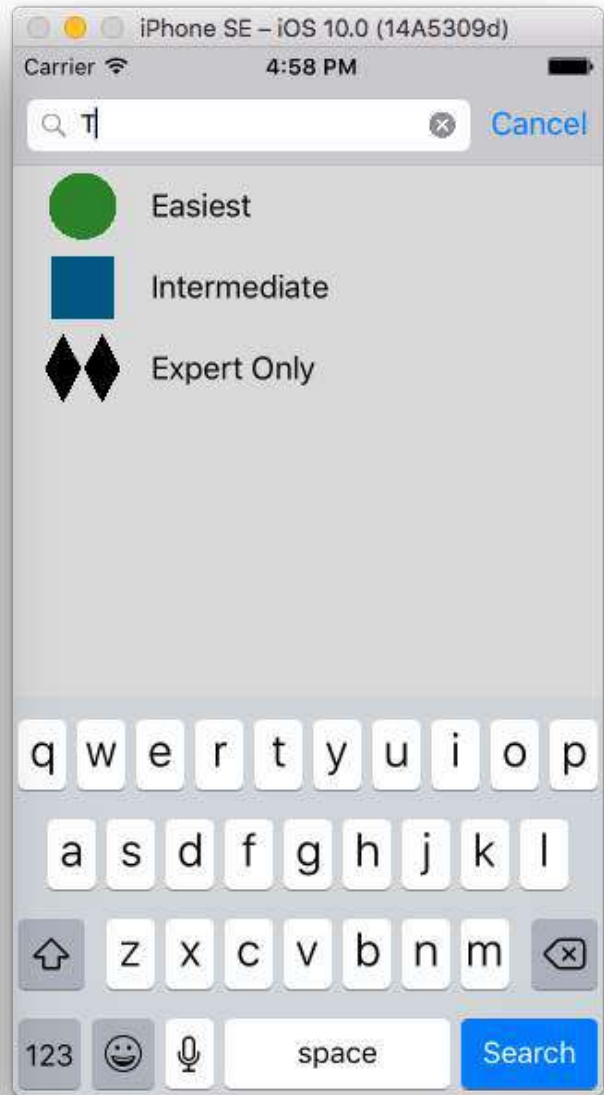 iPhone SE – iOS 10.0 (14A5309d)
Carrier 4:58 PM
T Cancel
Easiest
Intermediate
Expert Only
q w e r t y u i o p
a s d f g h j k l
z x c v b n m
123 space Search